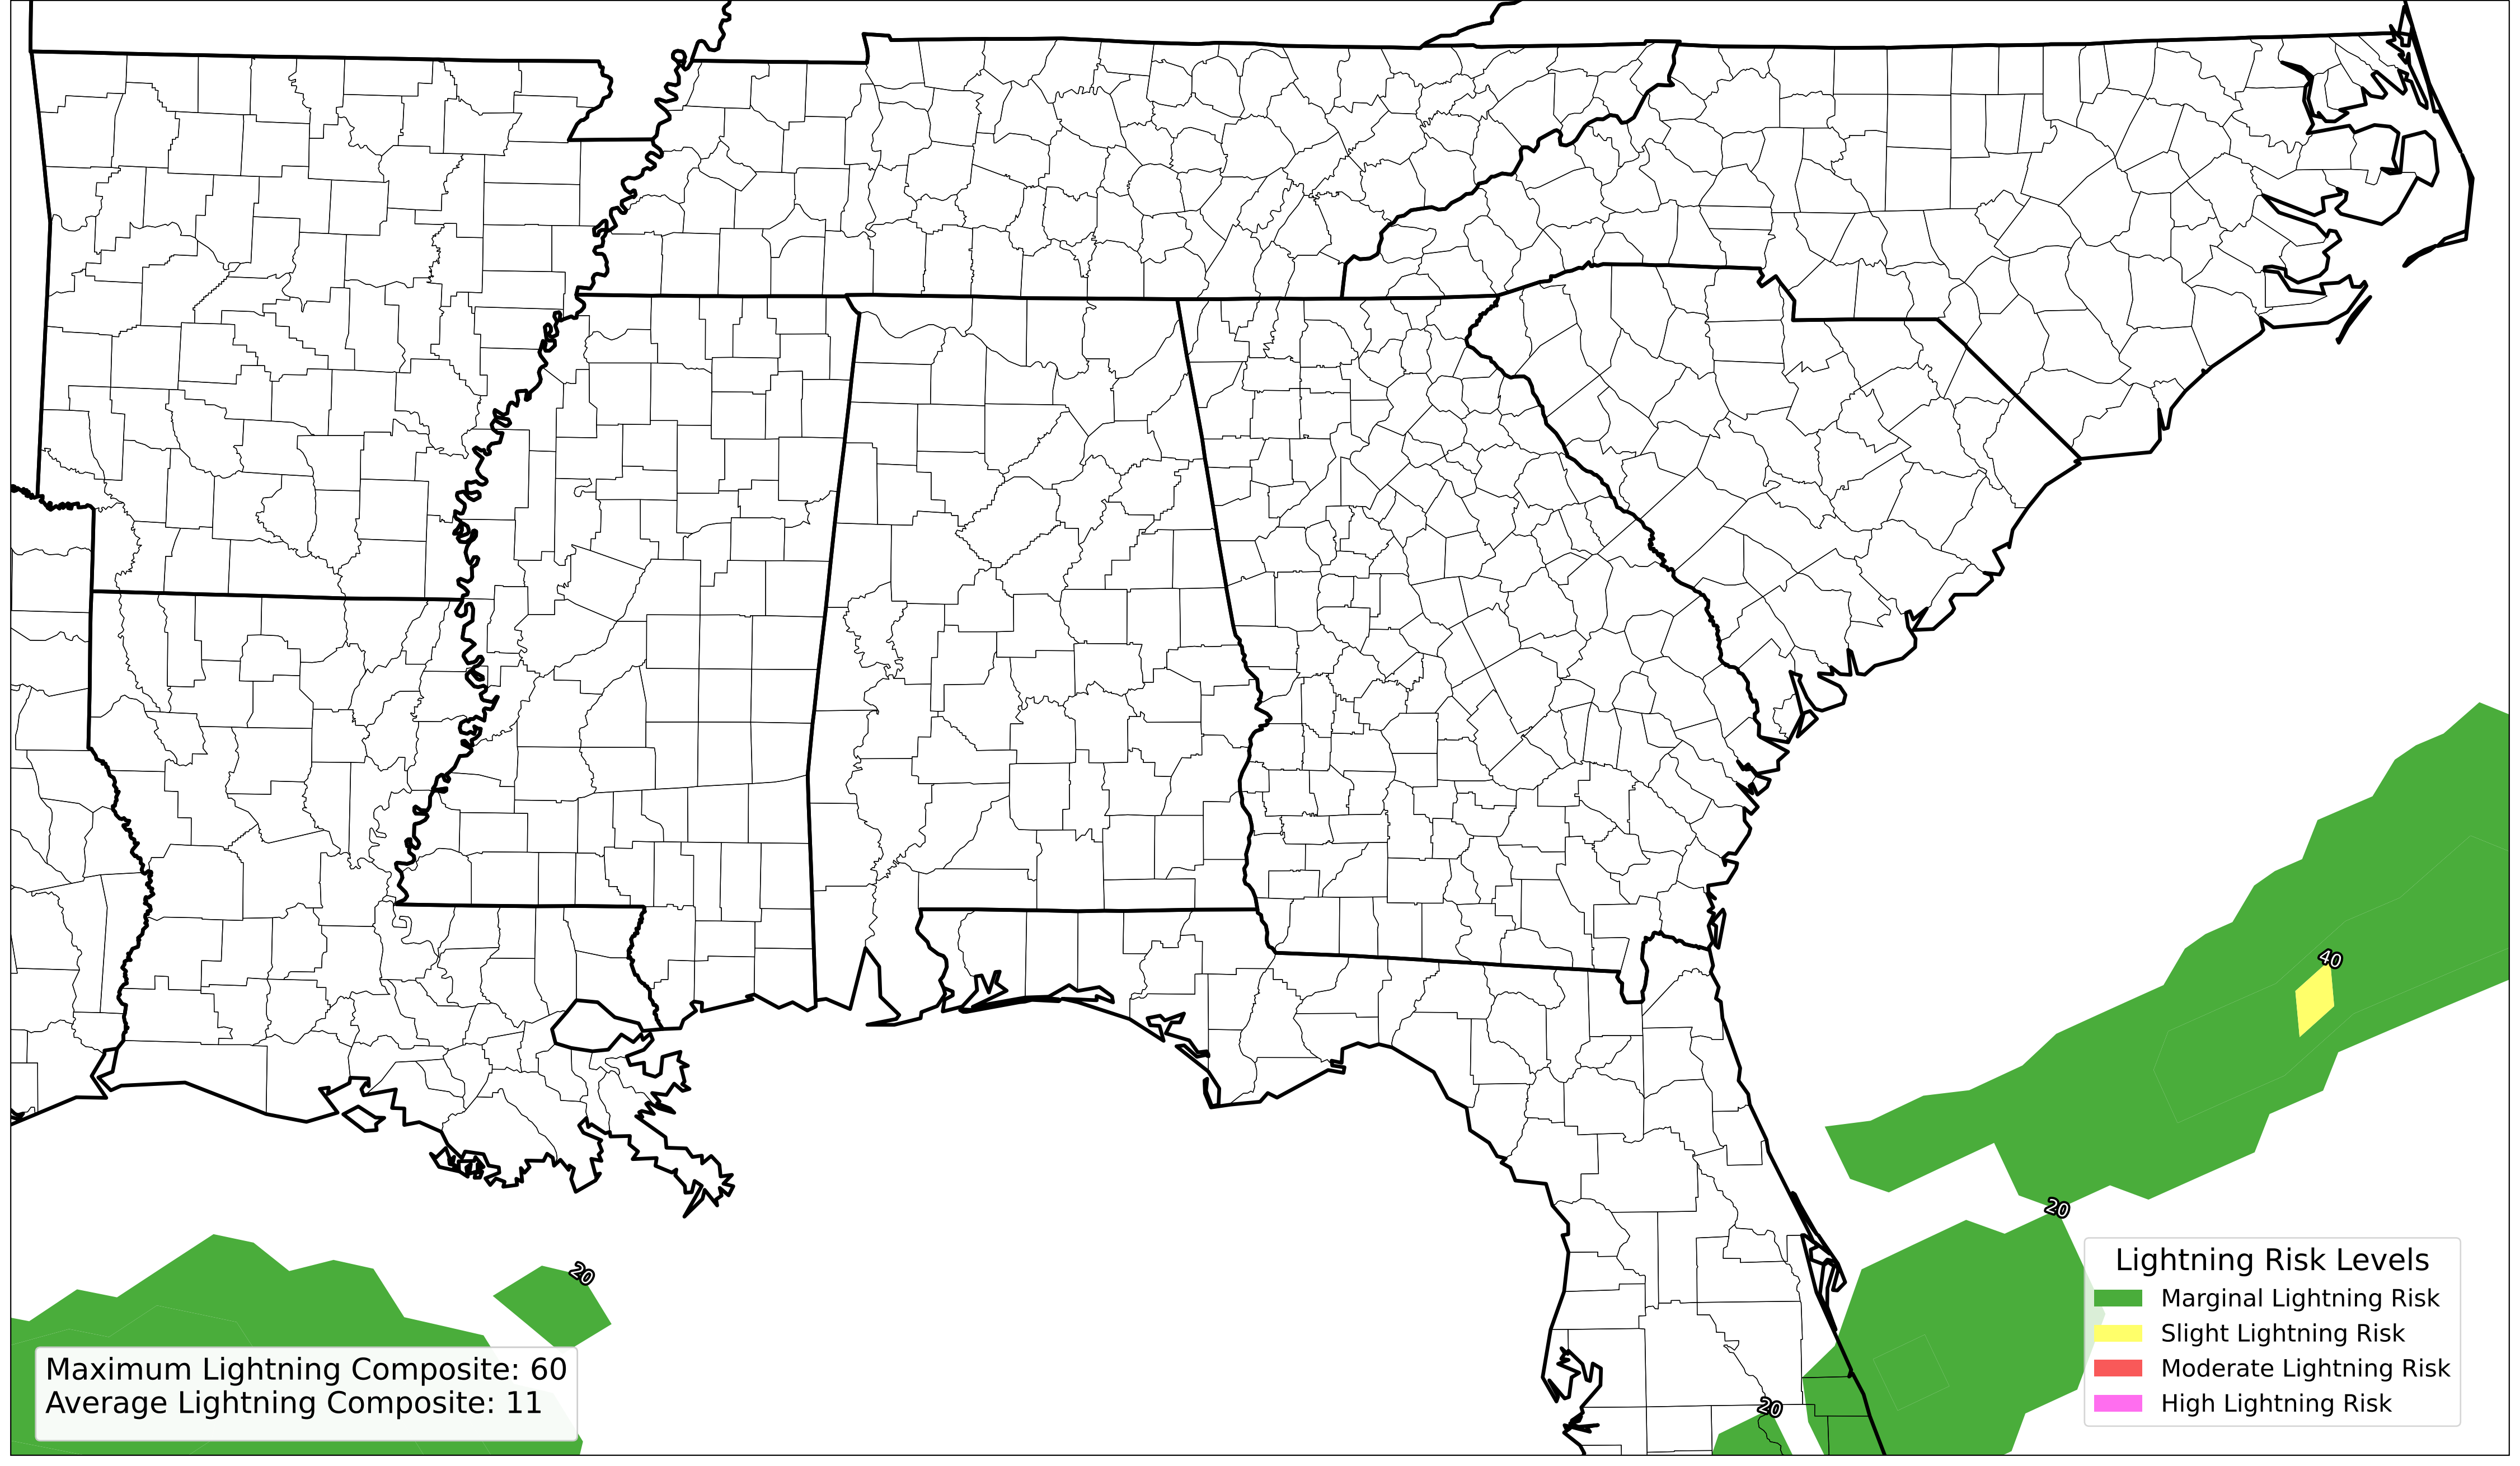 40
20
20
20
Maximum Lightning Composite: 60
Average Lightning Composite: 11
Lightning Risk Levels
Marginal Lightning Risk
Slight Lightning Risk
Moderate Lightning Risk
High Lightning Risk